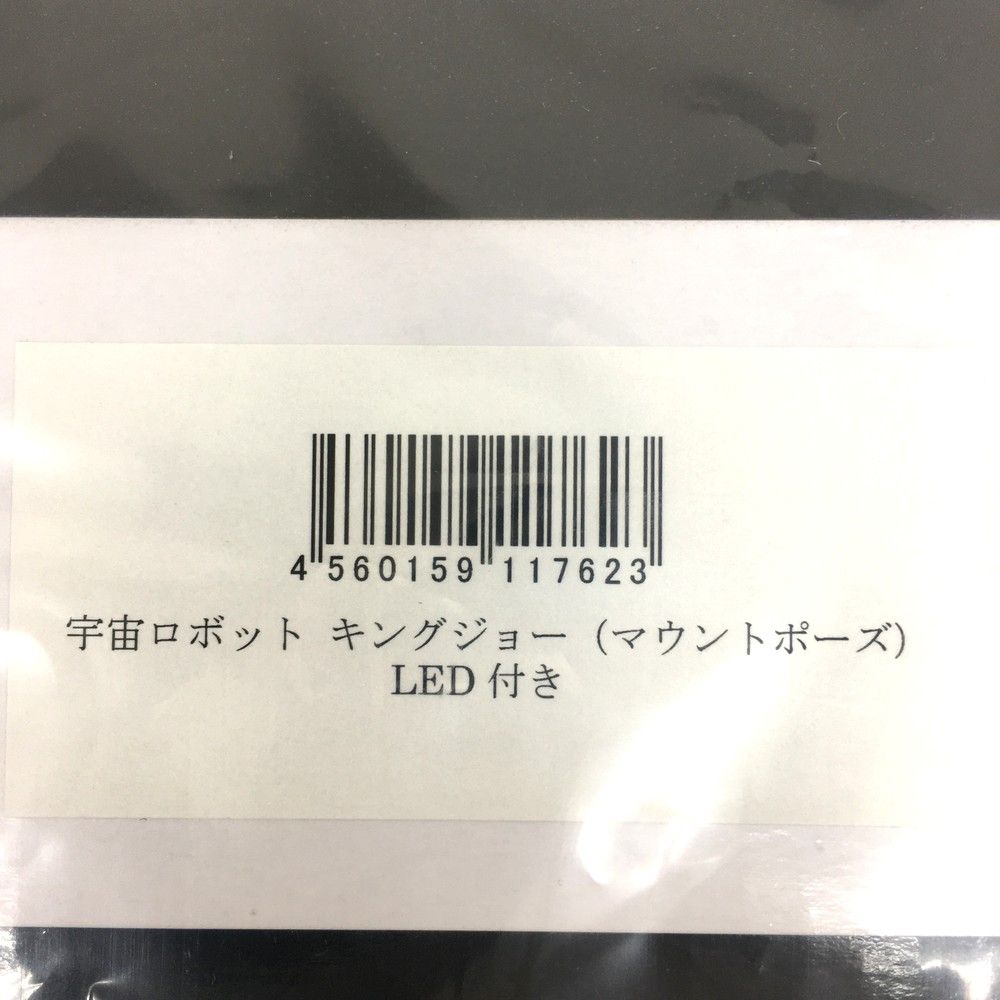 4 560159 117623
宇宙ロボット キングジョー（マウントポーズ）
LED 付き